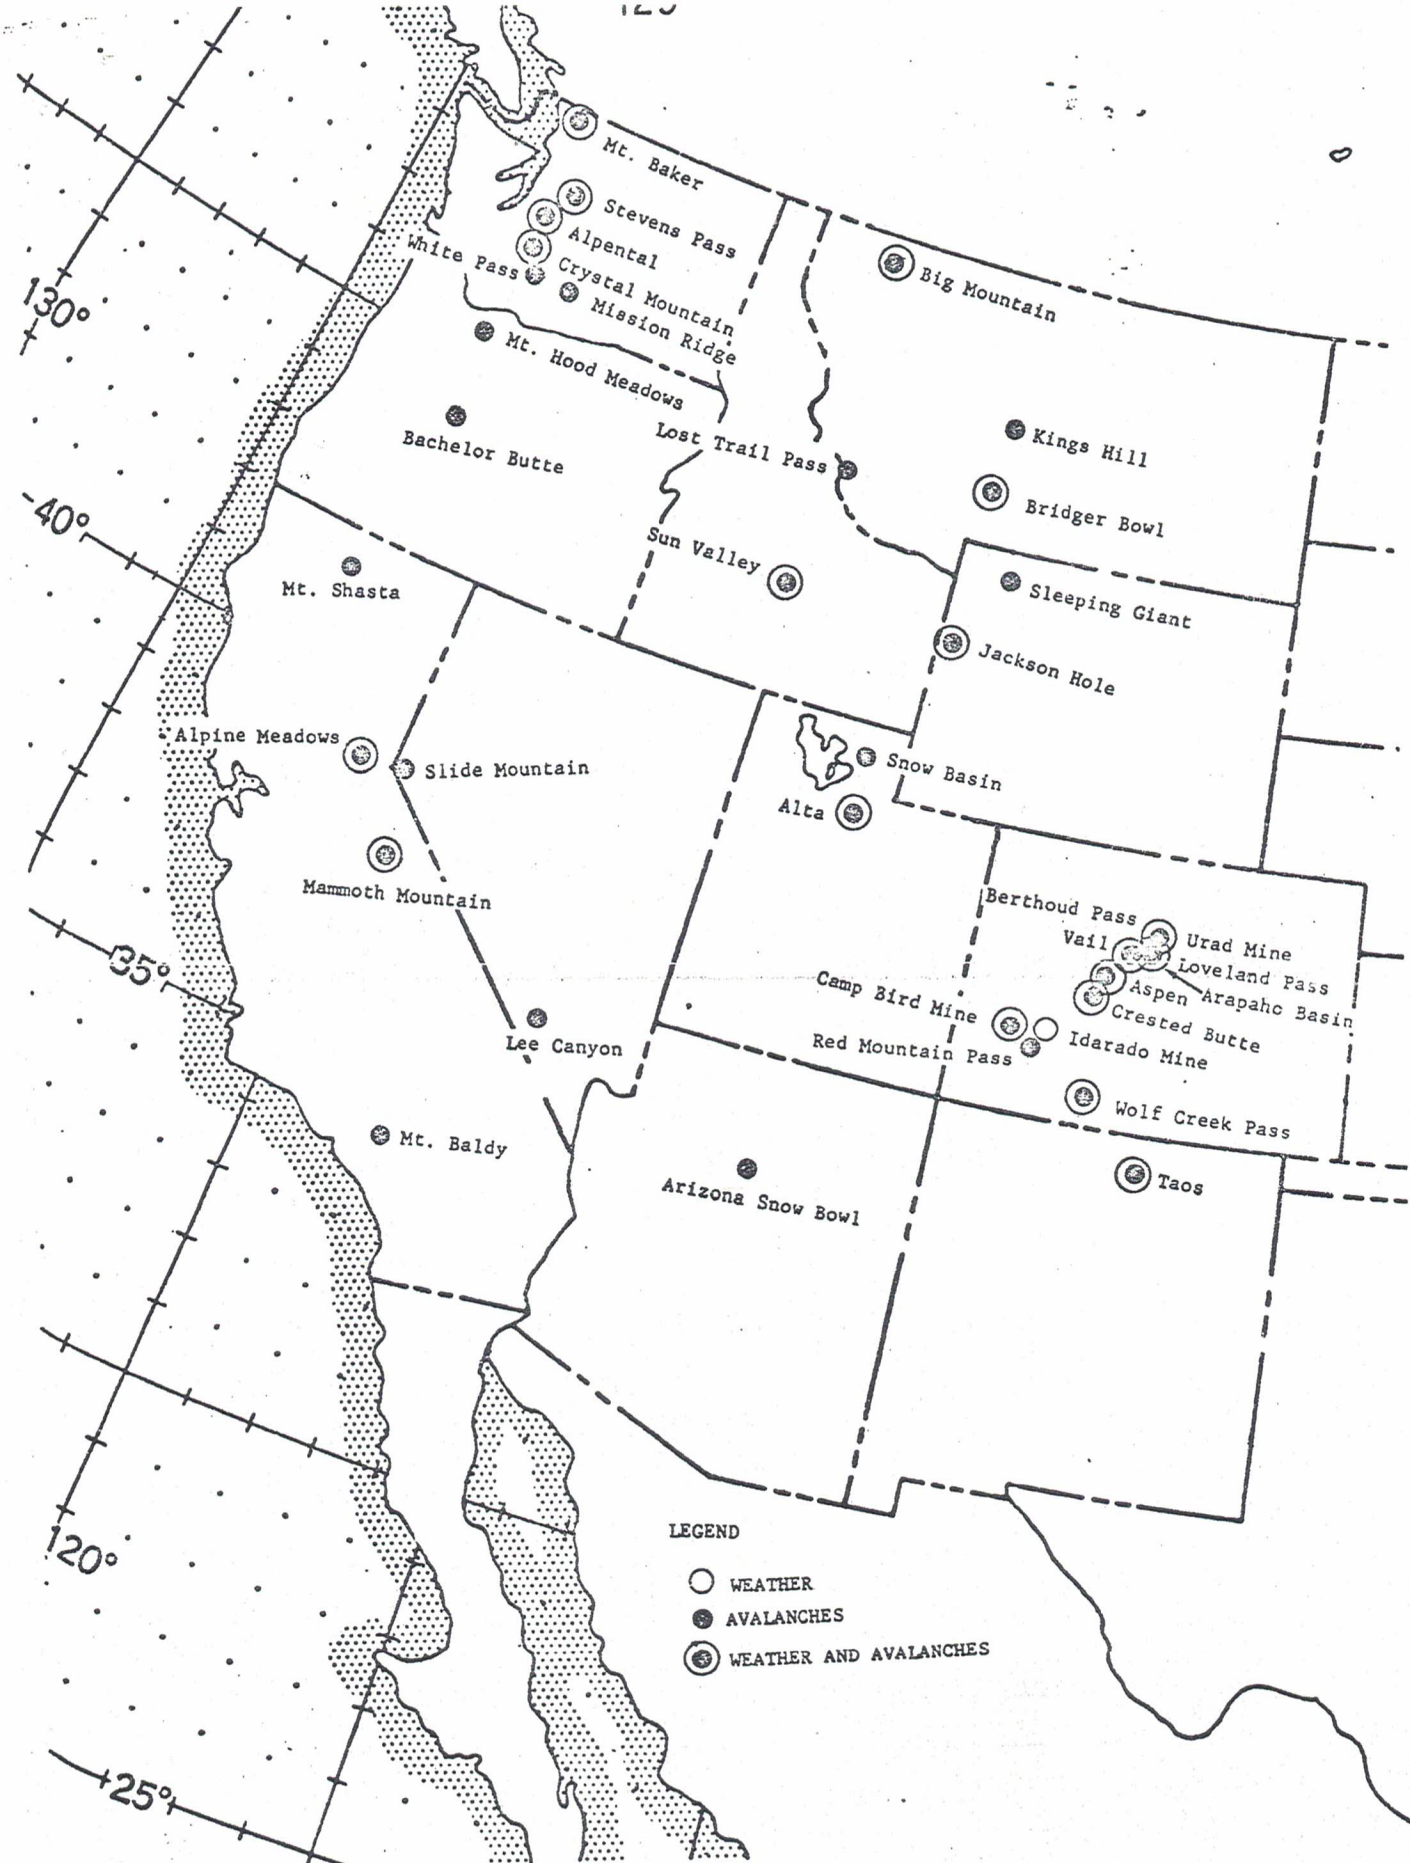 Mt. Baker
Stevens Pass
Alpental
White Pass
Crystal Mountain
Mission Ridge
Big Mountain
130°
Mt. Hood Meadows
Bachelor Butte
Lost Trail Pass
Kings Hill
Bridger Bowl
40°
Sun Valley
Mt. Shasta
Sleeping Giant
Jackson Hole
Alpine Meadows
Slide Mountain
Snow Basin
Alta
Mammoth Mountain
Berthoud Pass
Vail
Urad Mine
Loveland Pass
35°
Aspen
Arapaho Basin
Camp Bird Mine
Crested Butte
Red Mountain Pass
Idarado Mine
Lee Canyon
Wolf Creek Pass
Mt. Baldy
Arizona Snow Bowl
Taos
LEGEND
120°
WEATHER
AVALANCHES
WEATHER AND AVALANCHES
25°